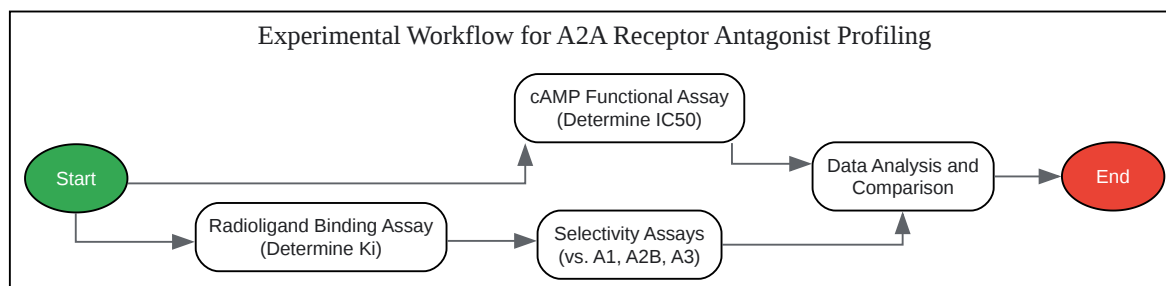 Experimental Workflow for A2A Receptor Antagonist Profiling
cAMP Functional Assay
(Determine IC50)
Start
Data Analysis and
Comparison
End
Radioligand Binding Assay
(Determine Ki)
Selectivity Assays
(vs. A1, A2B, A3)